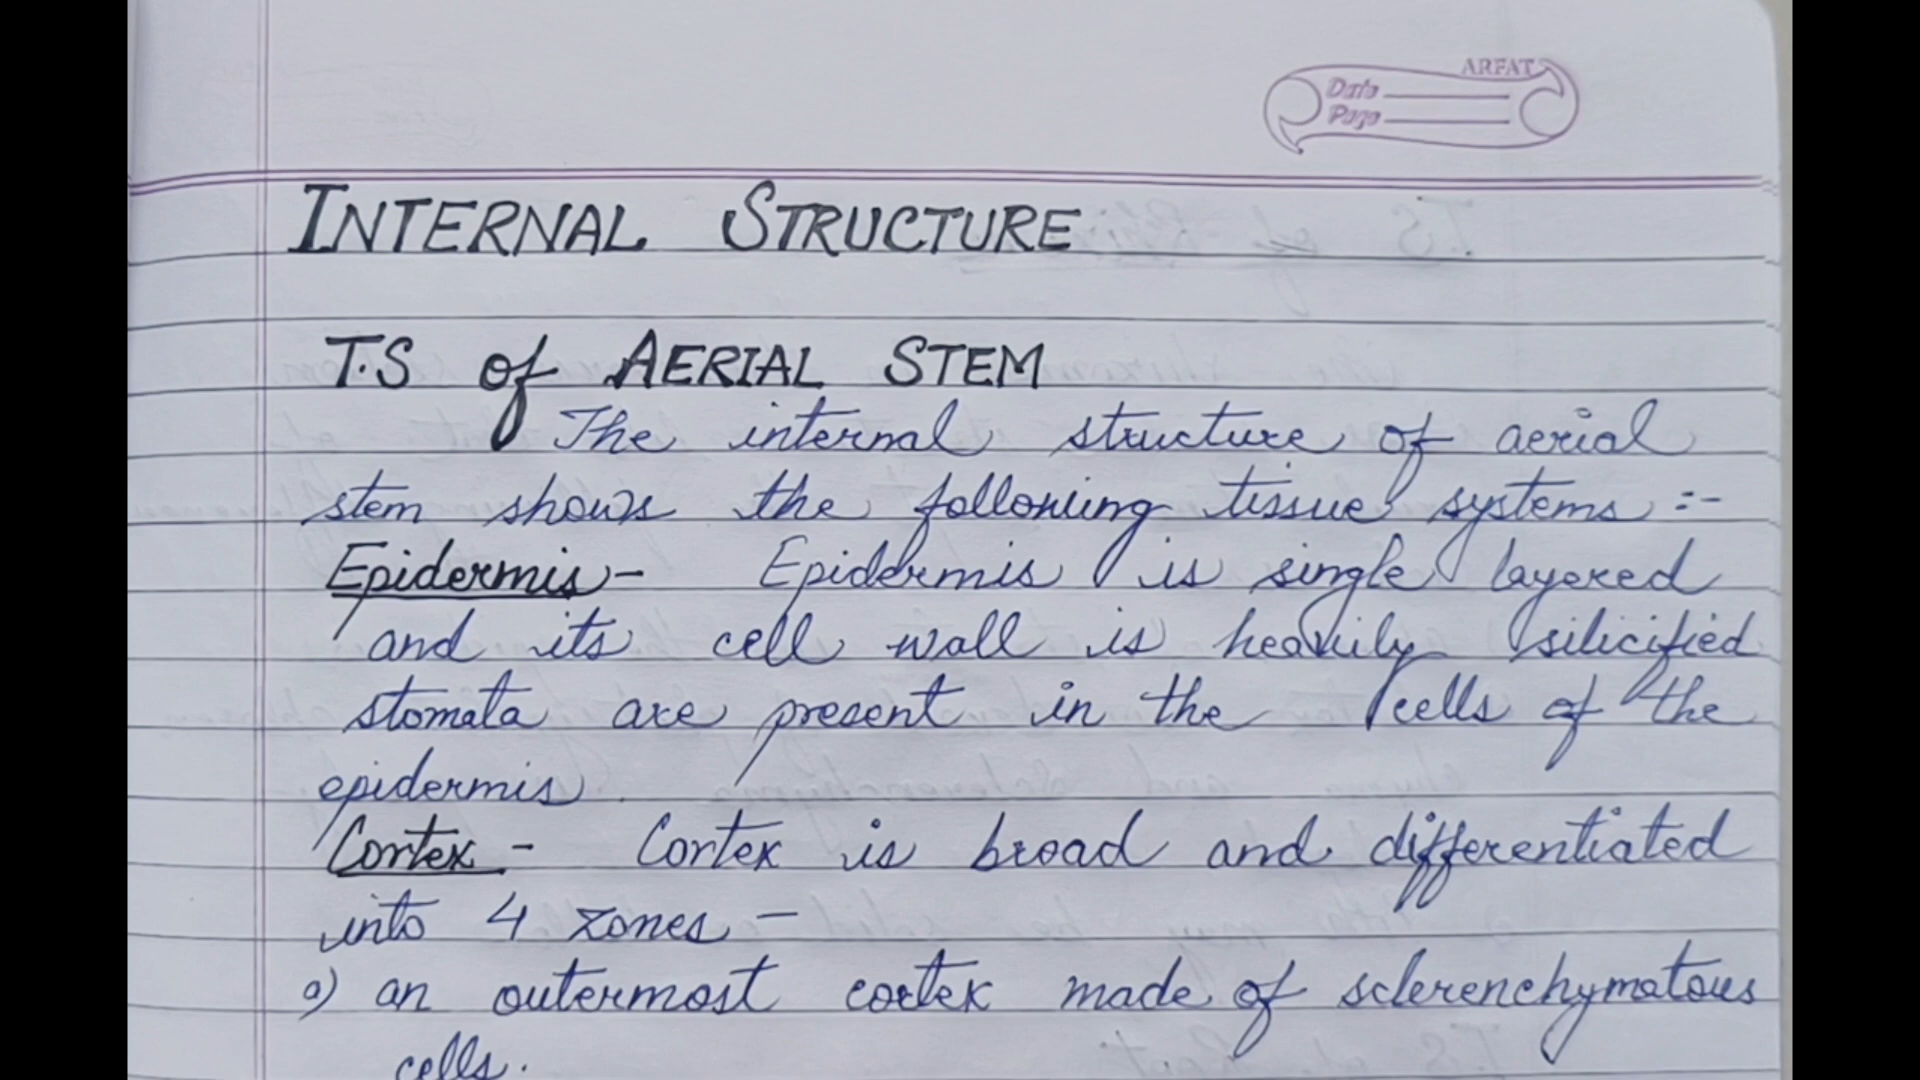 ARFAT
Date
Page
INTERNAL STRUCTURE
T.S of AERIAL STEM
The internal structure of aerial
stem shows the following tissue systems :-
Epidermis - Epidermis is single layered
and its cell wall is heavily silicified
stomata are present in the cells of the
epidermis.
Cortex - Cortex is broad and differentiated
into 4 zones -
a) an outermost cortex made of sclerenchymatous
cells.